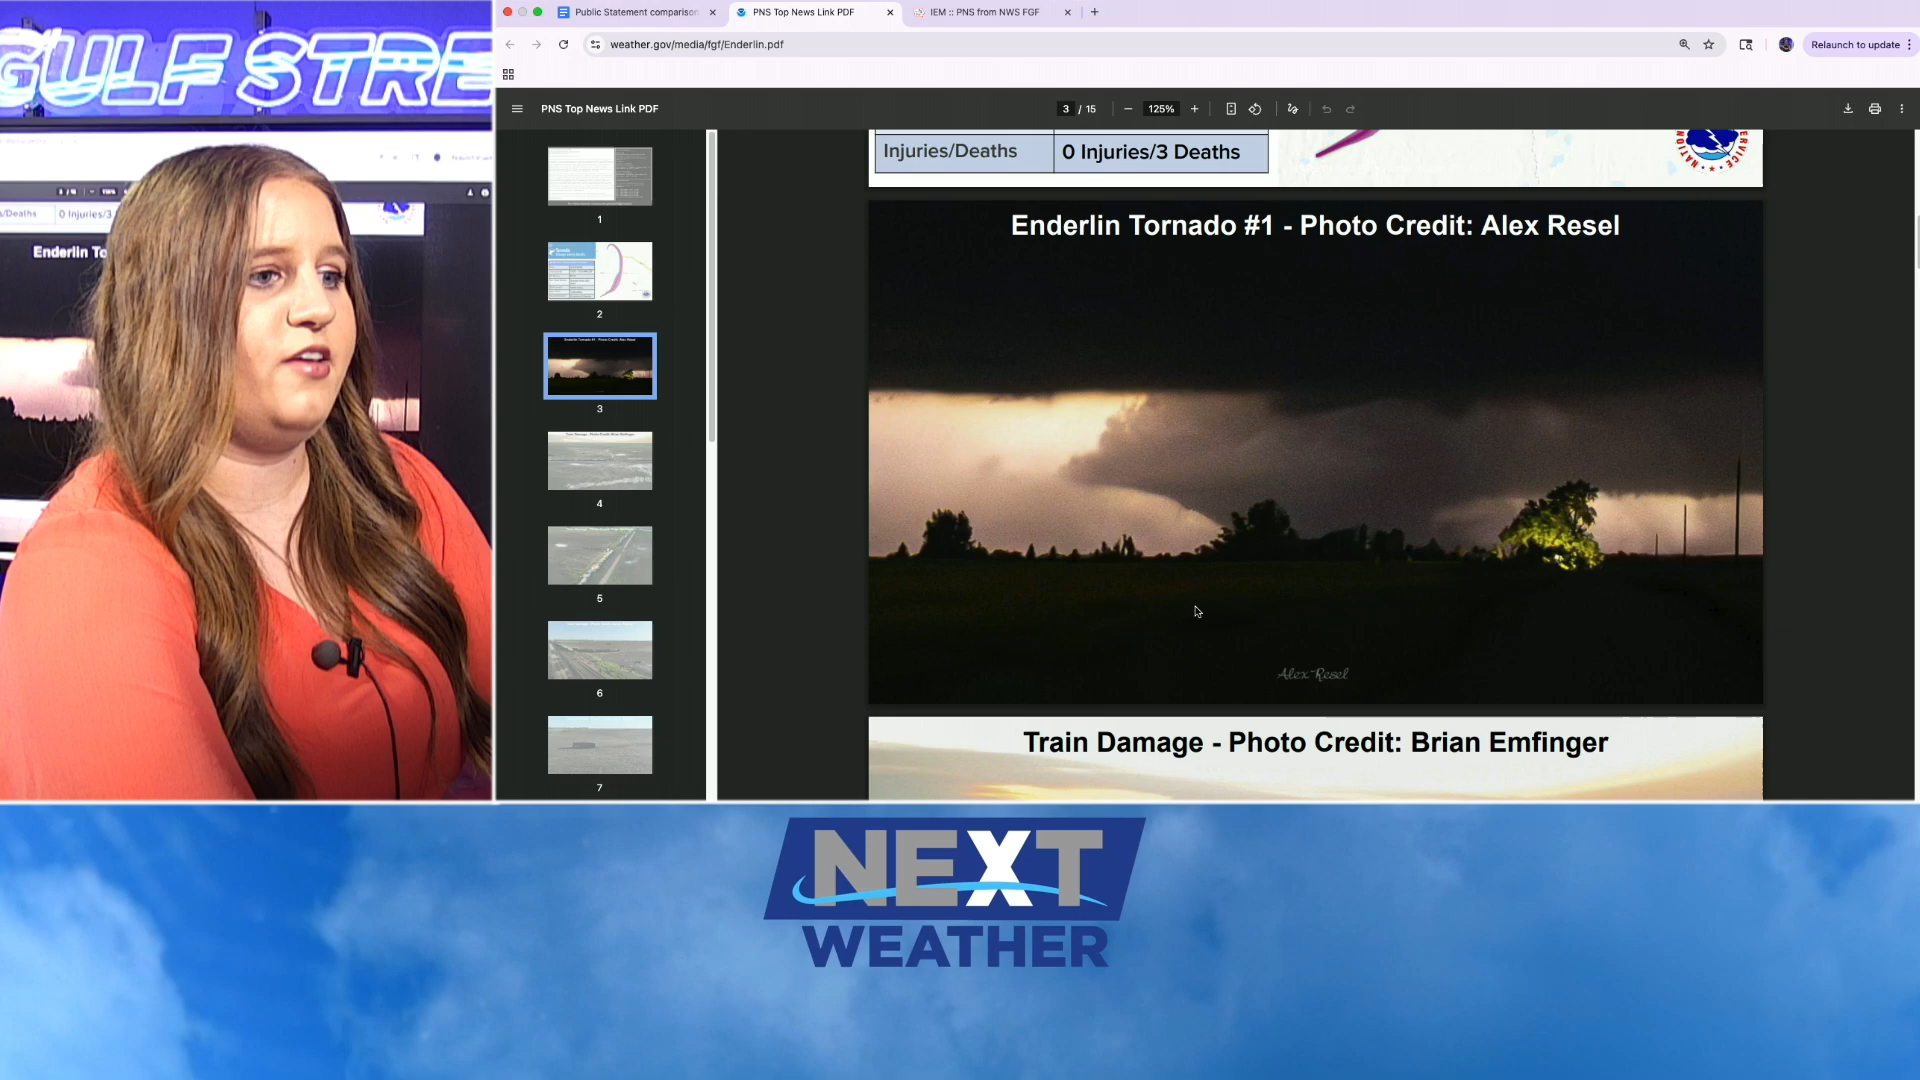 GULF STRE
s/Deaths 0 Injuries/3
Enderlin To
Public Statement comparison
PNS Top News Link PDF
IEM :: PNS from NWS FGF
weather.gov/media/fgf/Enderlin.pdf
Relaunch to update
PNS Top News Link PDF
3 / 15
125%
Injuries/Deaths 0 Injuries/3 Deaths
Enderlin Tornado #1 - Photo Credit: Alex Resel
Alex Resel
Train Damage - Photo Credit: Brian Emfinger
1
2
3
4
5
6
7
NEXT
WEATHER